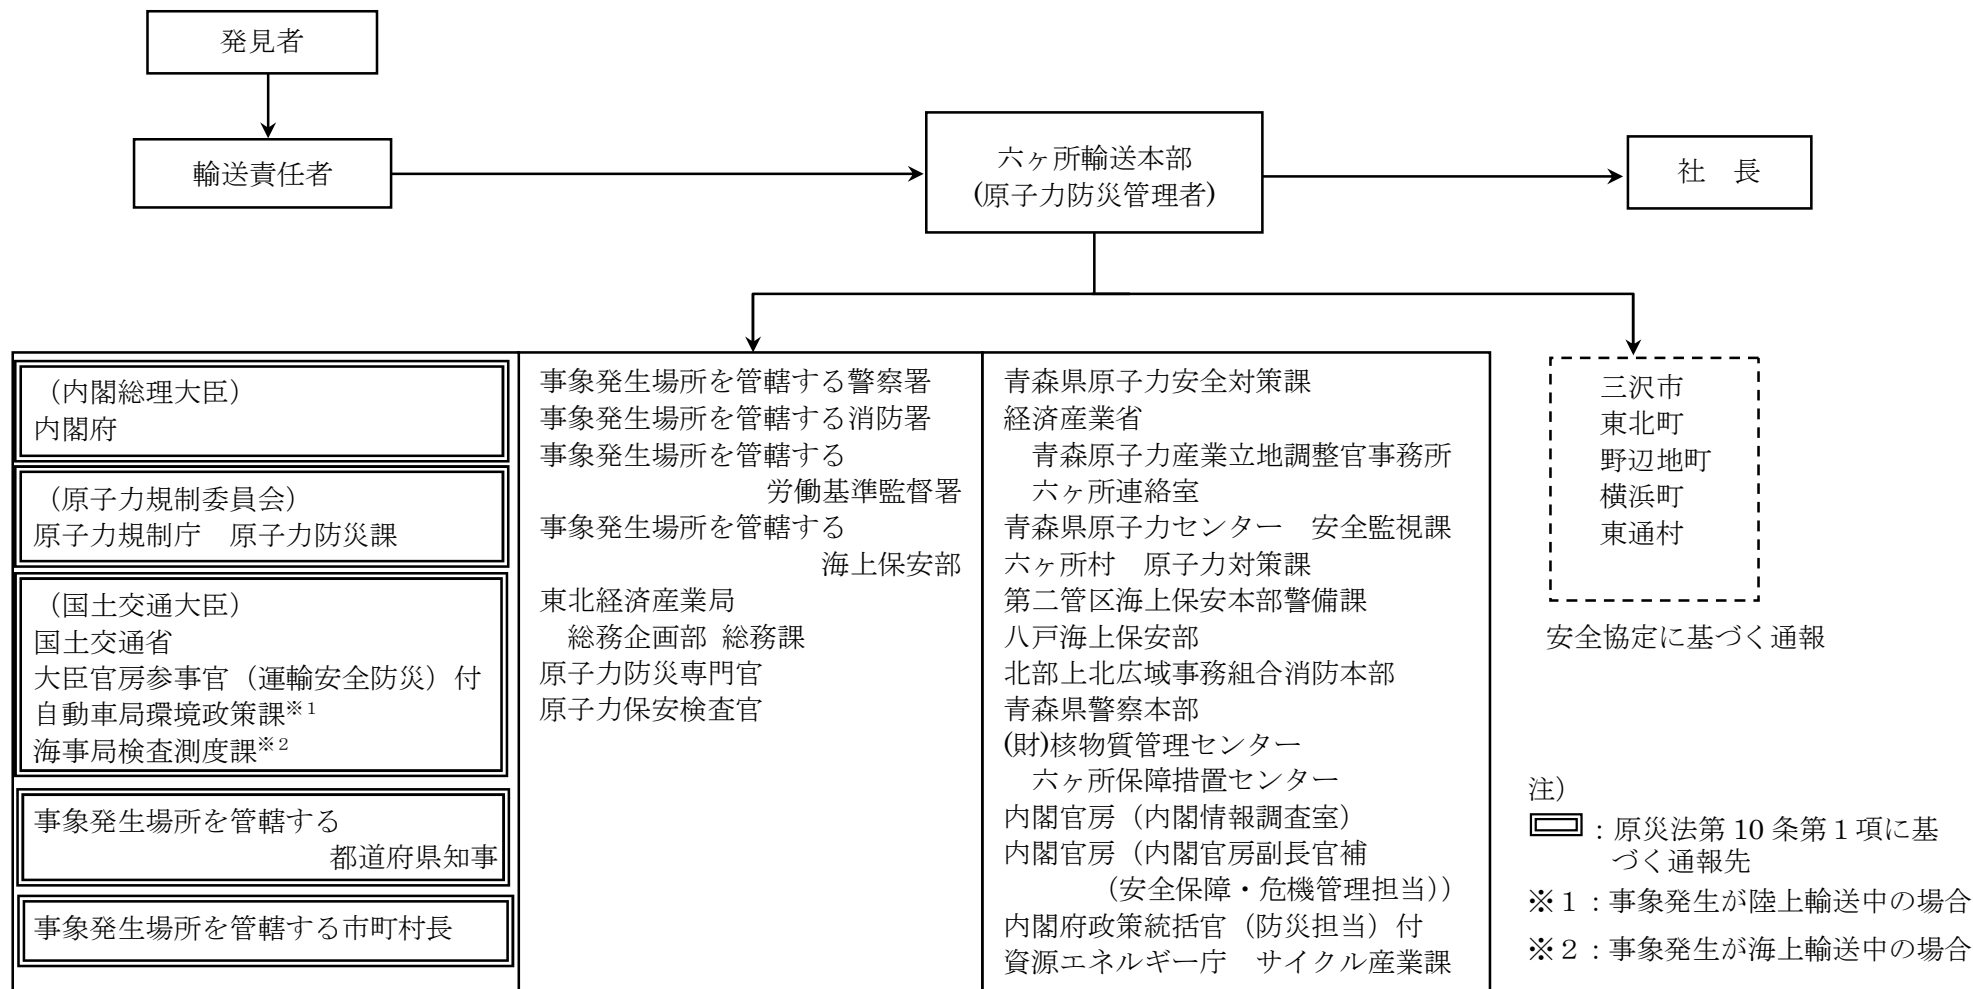 発見者
輸送責任者
六ヶ所輸送本部
(原子力防災管理者)
社　長
（内閣総理大臣）
内閣府
（原子力規制委員会）
原子力規制庁　原子力防災課
（国土交通大臣）
国土交通省
大臣官房参事官（運輸安全防災）付
自動車局環境政策課※1
海事局検査測度課※2
事象発生場所を管轄する
都道府県知事
事象発生場所を管轄する市町村長
事象発生場所を管轄する警察署
事象発生場所を管轄する消防署
事象発生場所を管轄する
労働基準監督署
事象発生場所を管轄する
海上保安部
東北経済産業局
総務企画部 総務課
原子力防災専門官
原子力保安検査官
青森県原子力安全対策課
経済産業省
青森原子力産業立地調整官事務所
六ヶ所連絡室
青森県原子力センター　安全監視課
六ヶ所村　原子力対策課
第二管区海上保安本部警備課
八戸海上保安部
北部上北広域事務組合消防本部
青森県警察本部
(財)核物質管理センター
六ヶ所保障措置センター
内閣官房（内閣情報調査室）
内閣官房（内閣官房副長官補
（安全保障・危機管理担当））
内閣府政策統括官（防災担当）付
資源エネルギー庁　サイクル産業課
三沢市
東北町
野辺地町
横浜町
東通村
安全協定に基づく通報
注）
：原災法第 10 条第 1 項に基
づく通報先
※１：事象発生が陸上輸送中の場合
※２：事象発生が海上輸送中の場合